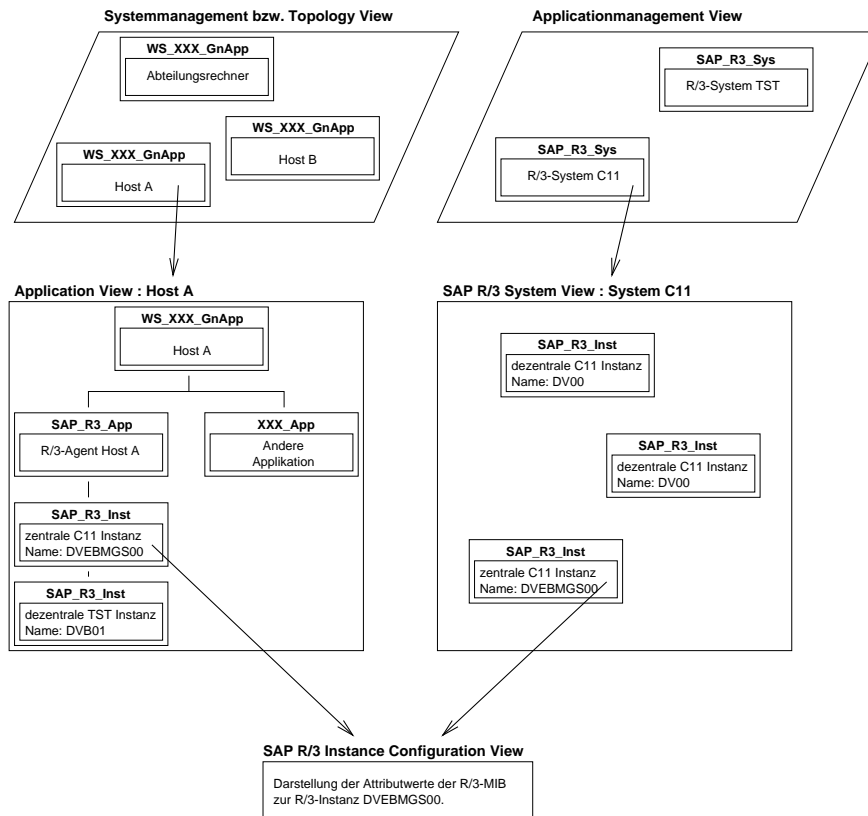 Systemmanagement bzw. Topology View
WS_XXX_GnApp
Abteilungsrechner
WS_XXX_GnApp
Host B
WS_XXX_GnApp
Host A
Applicationmanagement View
SAP_R3_Sys
R/3-System TST
SAP_R3_Sys
R/3-System C11
Application View : Host A
WS_XXX_GnApp
Host A
SAP_R3_App
R/3-Agent Host A
XXX_App
Andere
Applikation
SAP_R3_Inst
zentrale C11 Instanz
Name: DVEBMGS00
SAP_R3_Inst
dezentrale TST Instanz
Name: DVB01
SAP R/3 System View : System C11
SAP_R3_Inst
dezentrale C11 Instanz
Name: DV00
SAP_R3_Inst
dezentrale C11 Instanz
Name: DV00
SAP_R3_Inst
zentrale C11 Instanz
Name: DVEBMGS00
SAP R/3 Instance Configuration View
Darstellung der Attributwerte der R/3-MIB
zur R/3-Instanz DVEBMGS00.